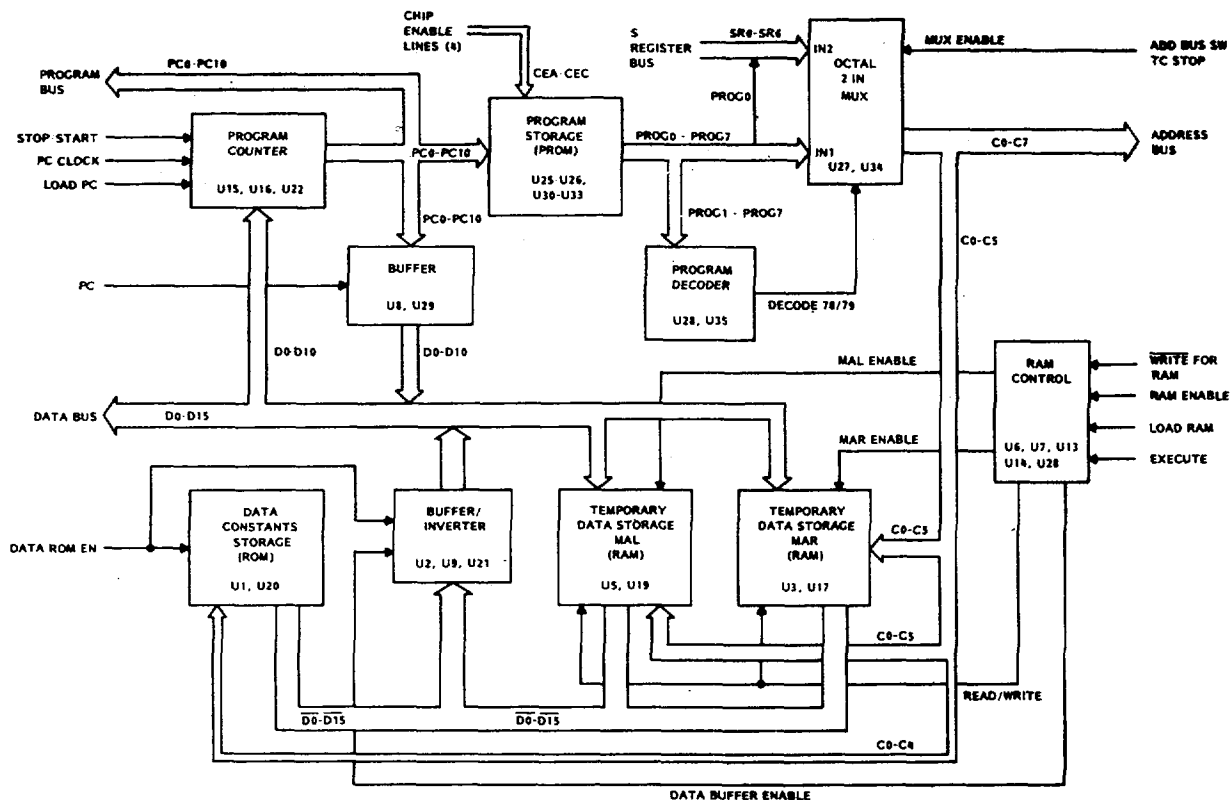 CHIP
ENABLE
LINES (4)
CEA-CEC
S
REGISTER
BUS
SR0-SR6
IN2
OCTAL
2 IN
MUX
IN1
U27, U34
MUX ENABLE
ADD BUS SW
TC STOP
PROGRAM
BUS
PC0-PC10
STOP START
PC CLOCK
LOAD PC
PROGRAM
COUNTER
U15, U16, U22
PC0-PC10
PROGRAM
STORAGE
(PROM)
U25-U26,
U30-U33
PROG0 - PROG7
PROG0
C0-C7
ADDRESS
BUS
PC0-PC10
PROG1 - PROG7
C0-C5
PC
BUFFER
U8, U29
PROGRAM
DECODER
U28, U35
DECODE 78/79
D0-D10
D0-D10
MAL ENABLE
RAM
CONTROL
U6, U7, U13
U14, U28
WRITE FOR
RAM
RAM ENABLE
LOAD RAM
EXECUTE
DATA BUS
D0-D15
MAR ENABLE
DATA ROM EN
DATA
CONSTANTS
STORAGE
(ROM)
U1, U20
BUFFER/
INVERTER
U2, U9, U21
TEMPORARY
DATA STORAGE
MAL
(RAM)
U5, U19
TEMPORARY
DATA STORAGE
MAR
(RAM)
U3, U17
C0-C5
C0-C5
READ/WRITE
D0-D15
D0-D15
C0-C4
DATA BUFFER ENABLE